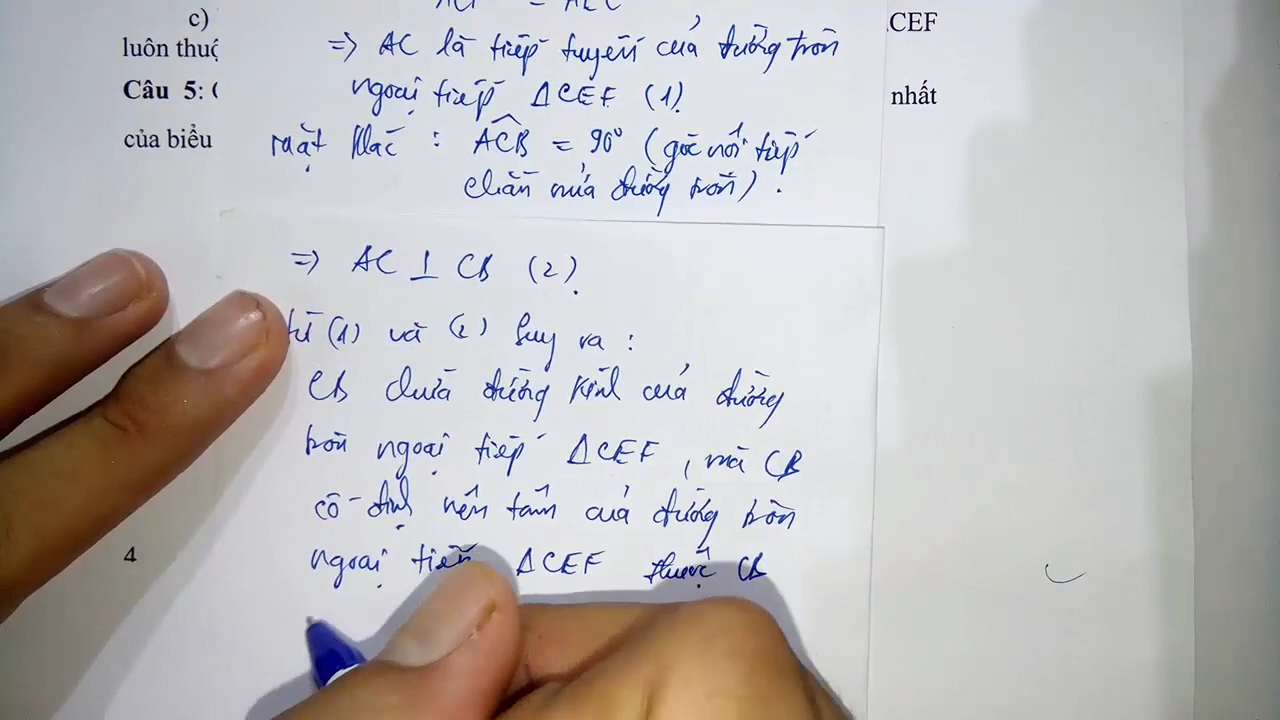 c)
luôn thuộ
Câu 5:
của biểu
CEF
nhất
=> AC là tiếp tuyến của đường tròn
ngoại tiếp ΔCEF (1)
mặt khác : ACB = 90° (góc nội tiếp
chắn nửa đường tròn).
=> AC ⊥ CB (2).
từ (1) và (2) suy ra :
CB chứa đường kính của đường
tròn ngoại tiếp ΔCEF, mà CB
cố định nên tâm của đường tròn
ngoại tiếp ΔCEF thuộc CB
4